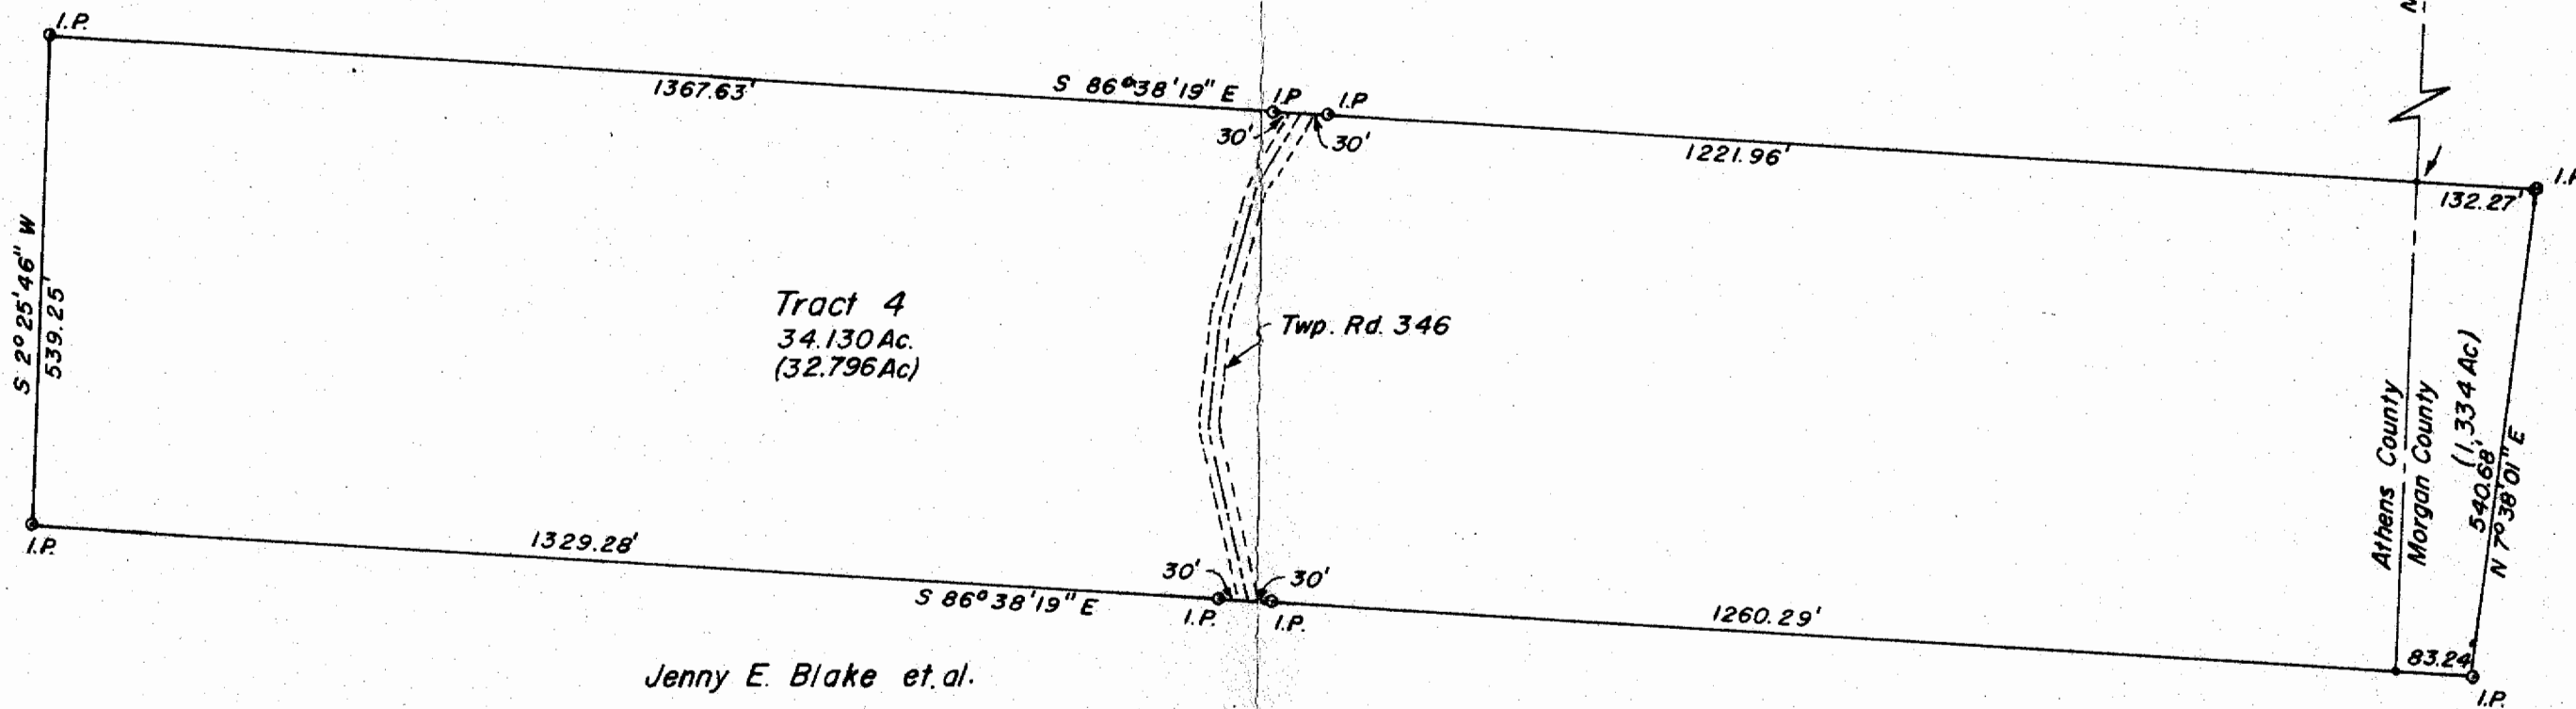 I.P.
1367.63'
S 86°38'19" E
I.P
I.P
30'
30'
1221.96'
132.27'
I.P
S 2°25'46" W
539.25'
Tract 4
34.130 Ac.
(32.796 Ac)
Twp. Rd. 346
Athens County
Morgan County
(1.334 Ac)
540.68'
N 7°38'01" E
I.P.
1329.28'
S 86°38'19" E
30'
30'
I.P.
I.P.
1260.29'
83.24'
I.P.
Jenny E. Blake et.al.